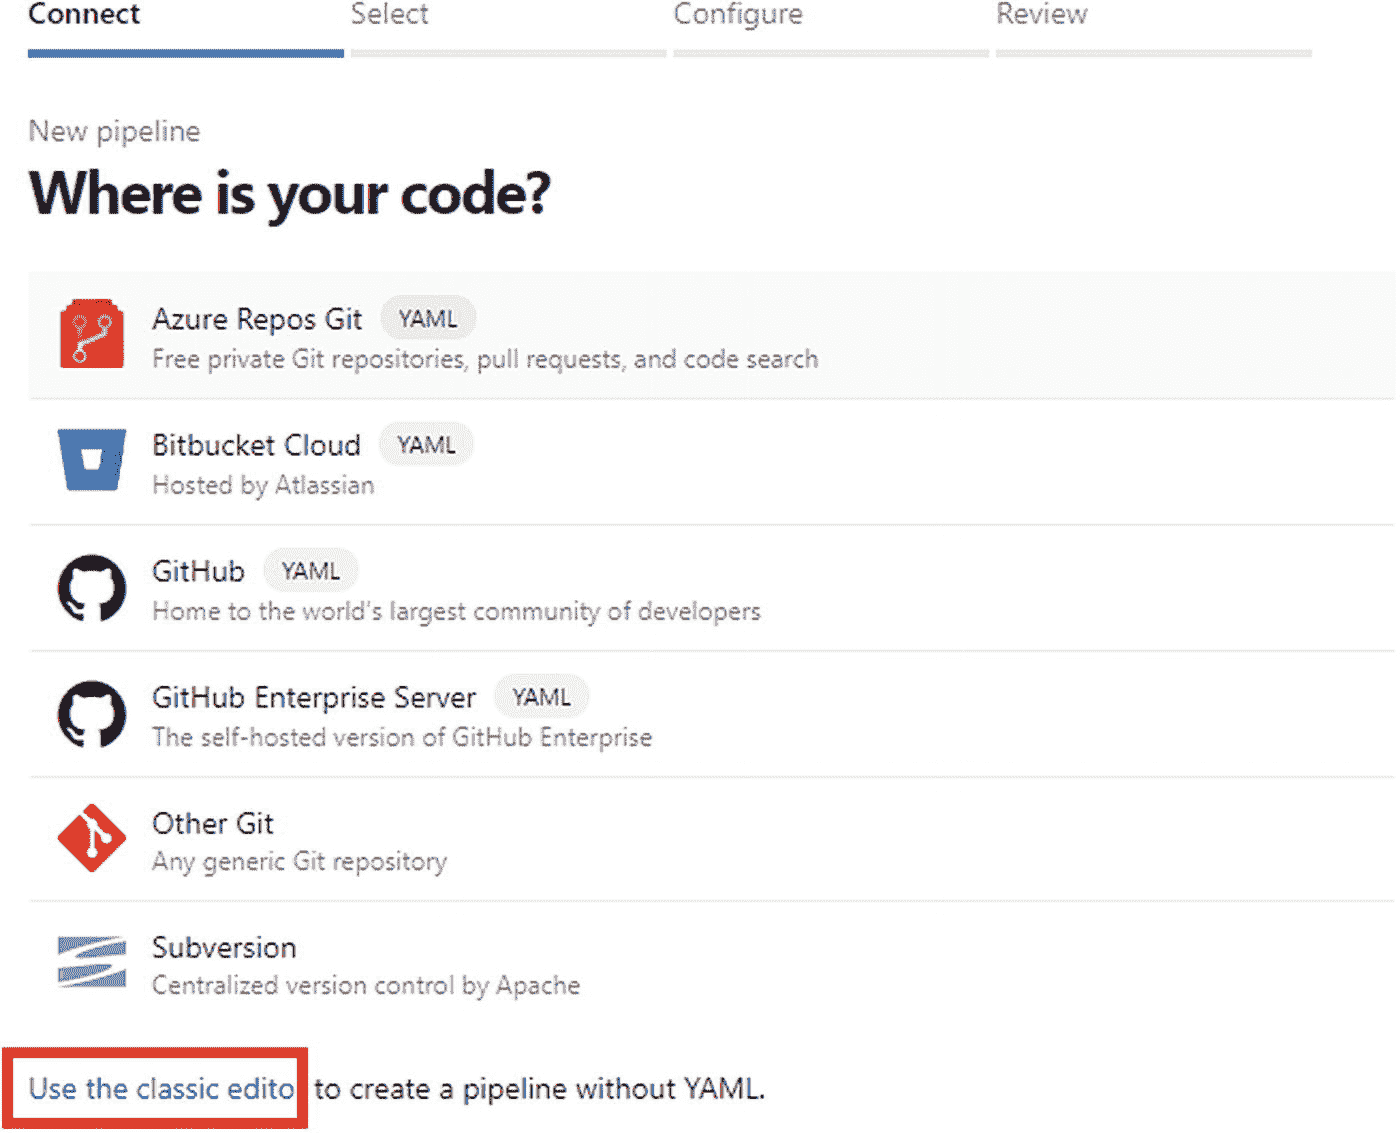 Connect Select Configure Review
New pipeline
Where is your code?
Azure Repos Git YAML
Free private Git repositories, pull requests, and code search
Bitbucket Cloud YAML
Hosted by Atlassian
GitHub YAML
Home to the world's largest community of developers
GitHub Enterprise Server YAML
The self-hosted version of GitHub Enterprise
Other Git
Any generic Git repository
Subversion
Centralized version control by Apache
Use the classic edito to create a pipeline without YAML.